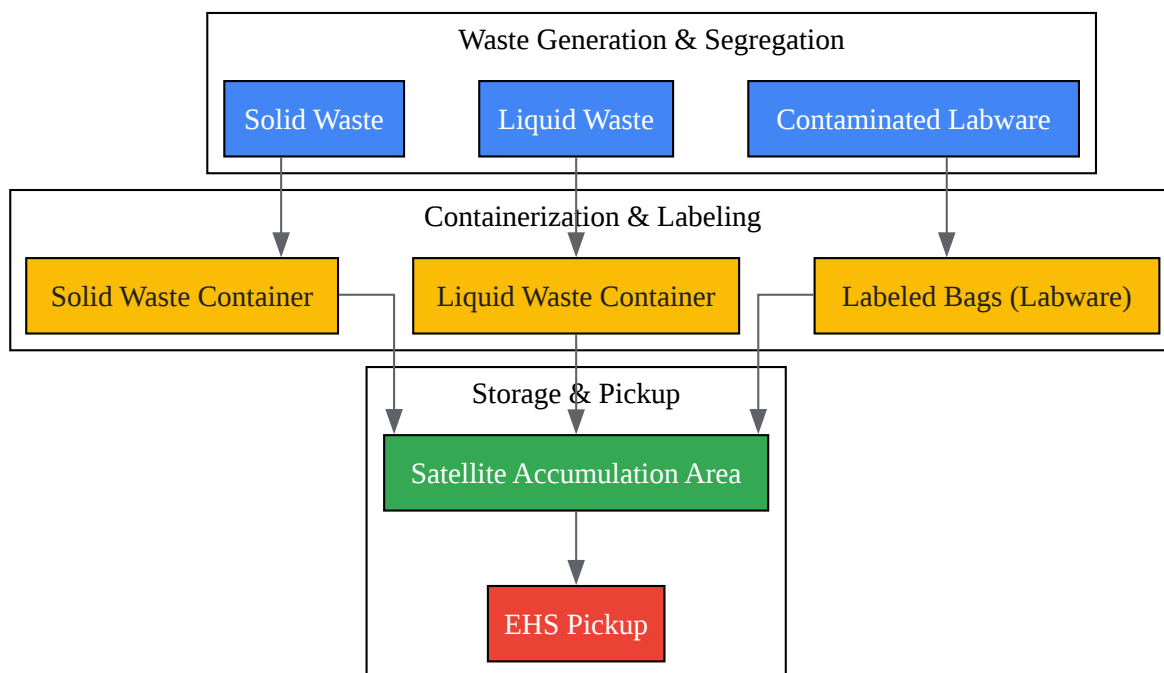 Waste Generation & Segregation
Solid Waste
Liquid Waste
Contaminated Labware
Containerization & Labeling
Solid Waste Container
Liquid Waste Container
Labeled Bags (Labware)
Storage & Pickup
Satellite Accumulation Area
EHS Pickup